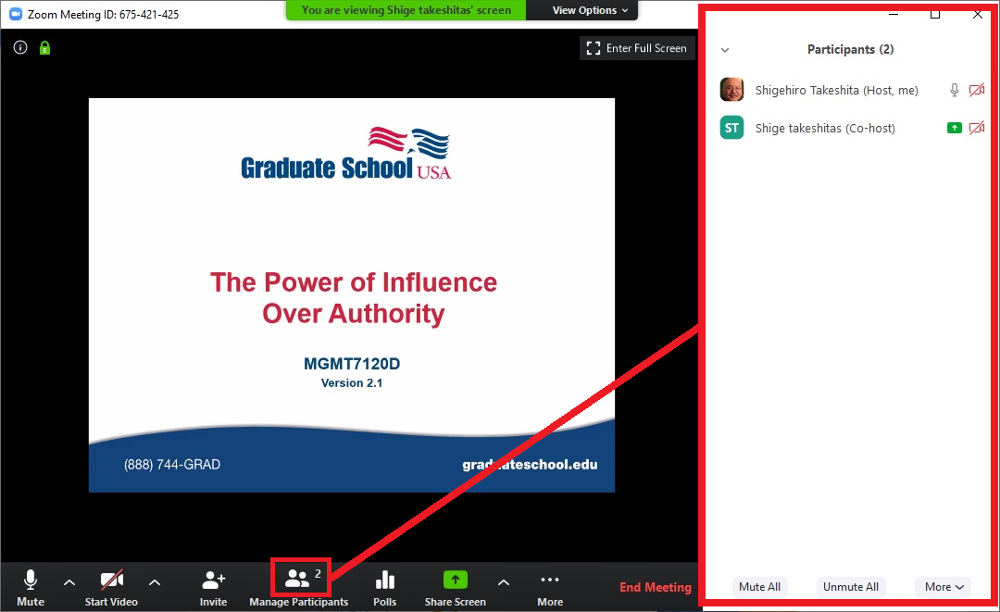 Zoom Meeting ID: 675-421-425
You are viewing Shige takeshitas' screen
View Options
E
Enter Full Screen
Graduate School USA
The Power of Influence
Over Authority
MGMT7120D
Version 2.1
(888) 744-GRAD
graduateschool.edu
Mute
Start Video
Invite
2
Manage Participants
Polls
Share Screen
More
End Meeting
Participants (2)
Shigehiro Takeshita (Host, me)
ST
Shige takeshitas (Co-host)
Mute All
Unmute All
More